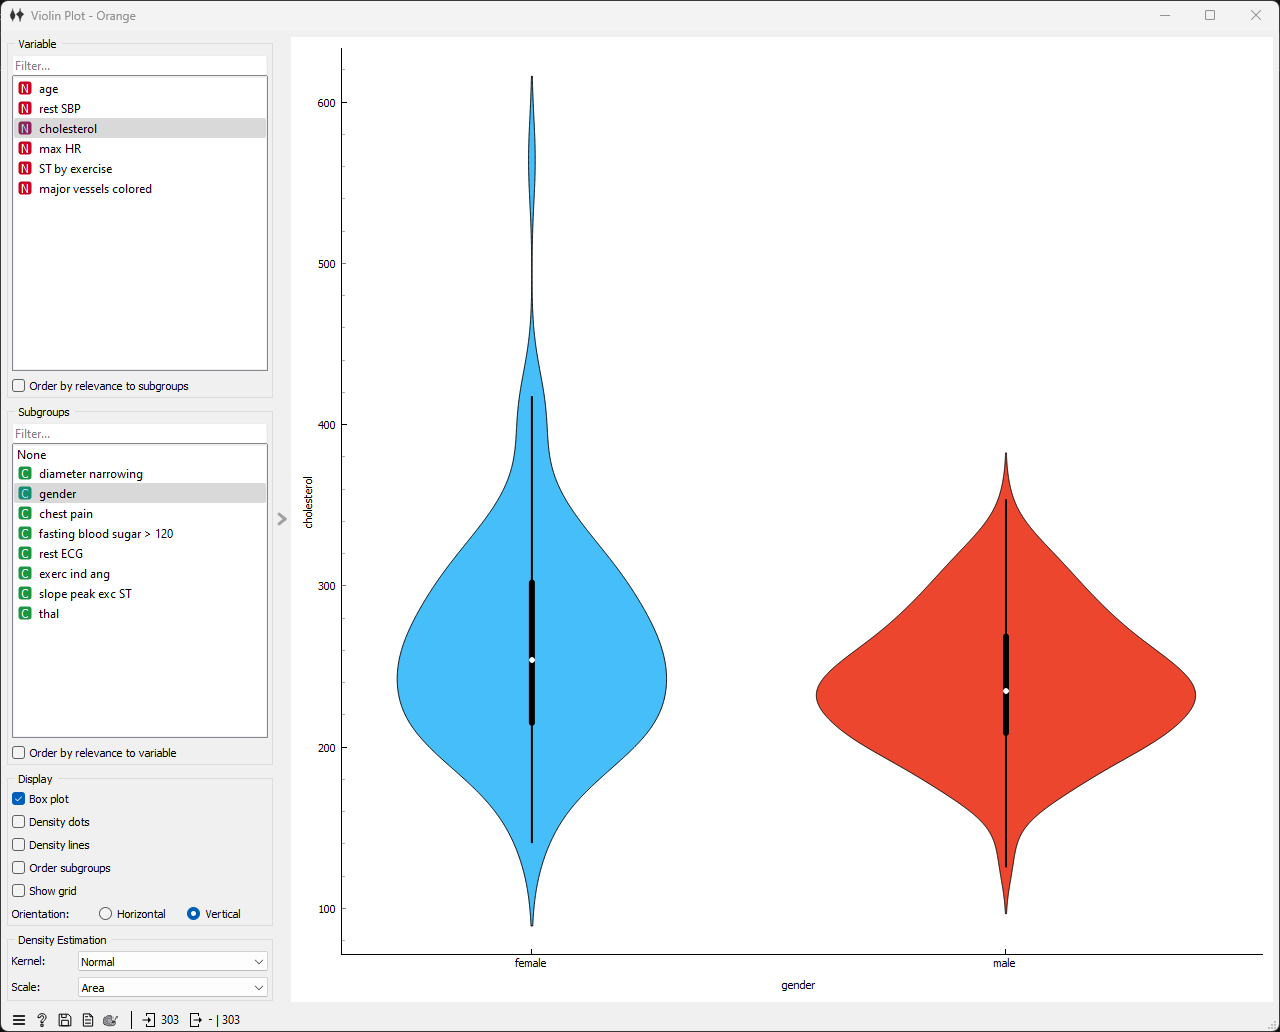 Violin Plot - Orange
Variable
Filter...
N age
N rest SBP
N cholesterol
N max HR
N ST by exercise
N major vessels colored
Order by relevance to subgroups
Subgroups
Filter...
None
C diameter narrowing
C gender
C chest pain
C fasting blood sugar > 120
C rest ECG
C exerc ind ang
C slope peak exc ST
C thal
Order by relevance to variable
Display
Box plot
Density dots
Density lines
Order subgroups
Show grid
Orientation: Horizontal Vertical
Density Estimation
Kernel: Normal
Scale: Area
? 303 - | 303
600
500
400
300
200
100
cholesterol
female male
gender